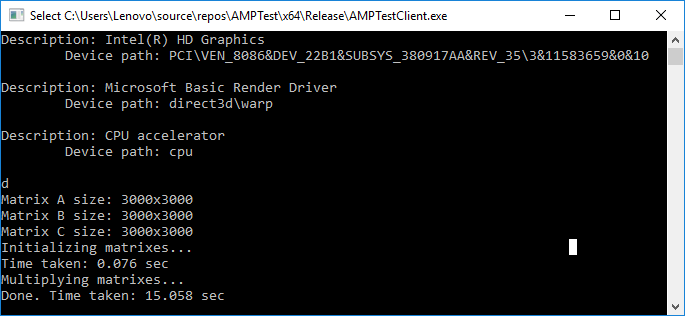 Select C:\Users\Lenovo\source\repos\AMPTest\x64\Release\AMPTestClient.exe
Description: Intel(R) HD Graphics
Device path: PCI\VEN_8086&DEV_22B1&SUBSYS_380917AA&REV_35\3&11583659&0&10
Description: Microsoft Basic Render Driver
Device path: direct3d\warp
Description: CPU accelerator
Device path: cpu
d
Matrix A size: 3000x3000
Matrix B size: 3000x3000
Matrix C size: 3000x3000
Initializing matrixes...
Time taken: 0.076 sec
Multiplying matrixes...
Done. Time taken: 15.058 sec